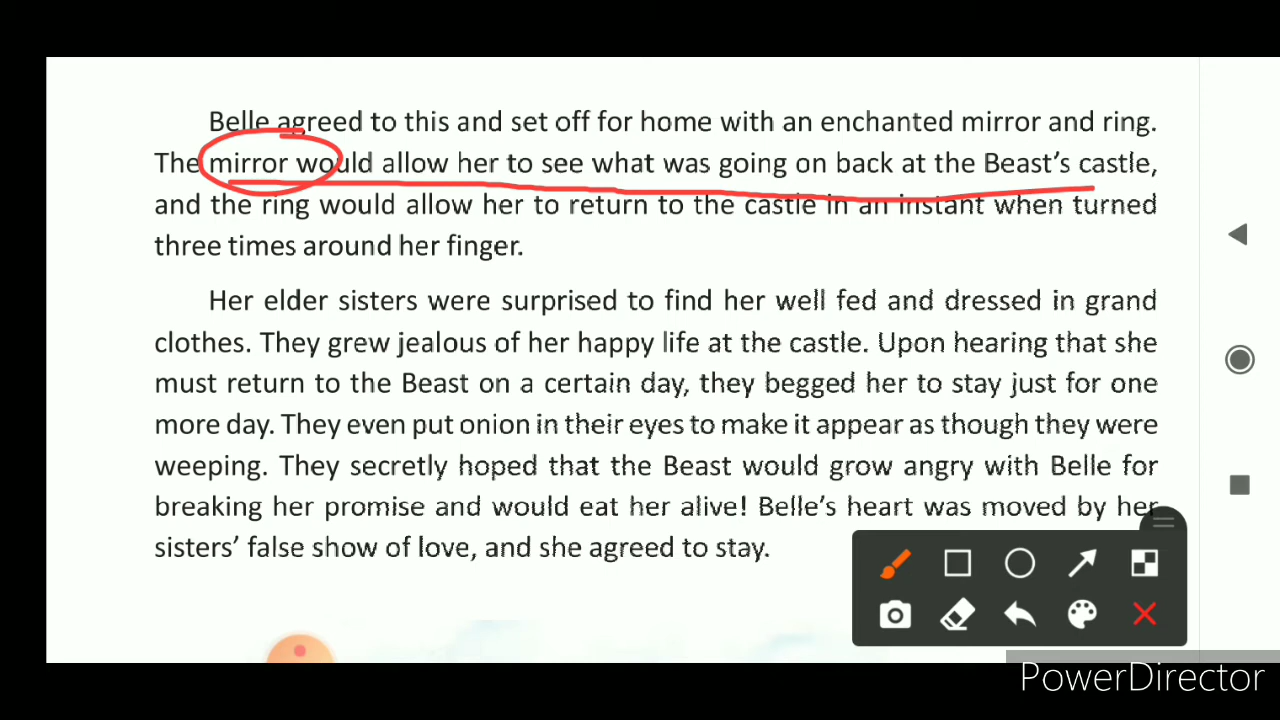 Belle agreed to this and set off for home with an enchanted mirror and ring.
The mirror would allow her to see what was going on back at the Beast's castle,
and the ring would allow her to return to the castle in an instant when turned
three times around her finger.
Her elder sisters were surprised to find her well fed and dressed in grand
clothes. They grew jealous of her happy life at the castle. Upon hearing that she
must return to the Beast on a certain day, they begged her to stay just for one
more day. They even put onion in their eyes to make it appear as though they were
weeping. They secretly hoped that the Beast would grow angry with Belle for
breaking her promise and would eat her alive! Belle's heart was moved by her
sisters' false show of love, and she agreed to stay.
PowerDirector